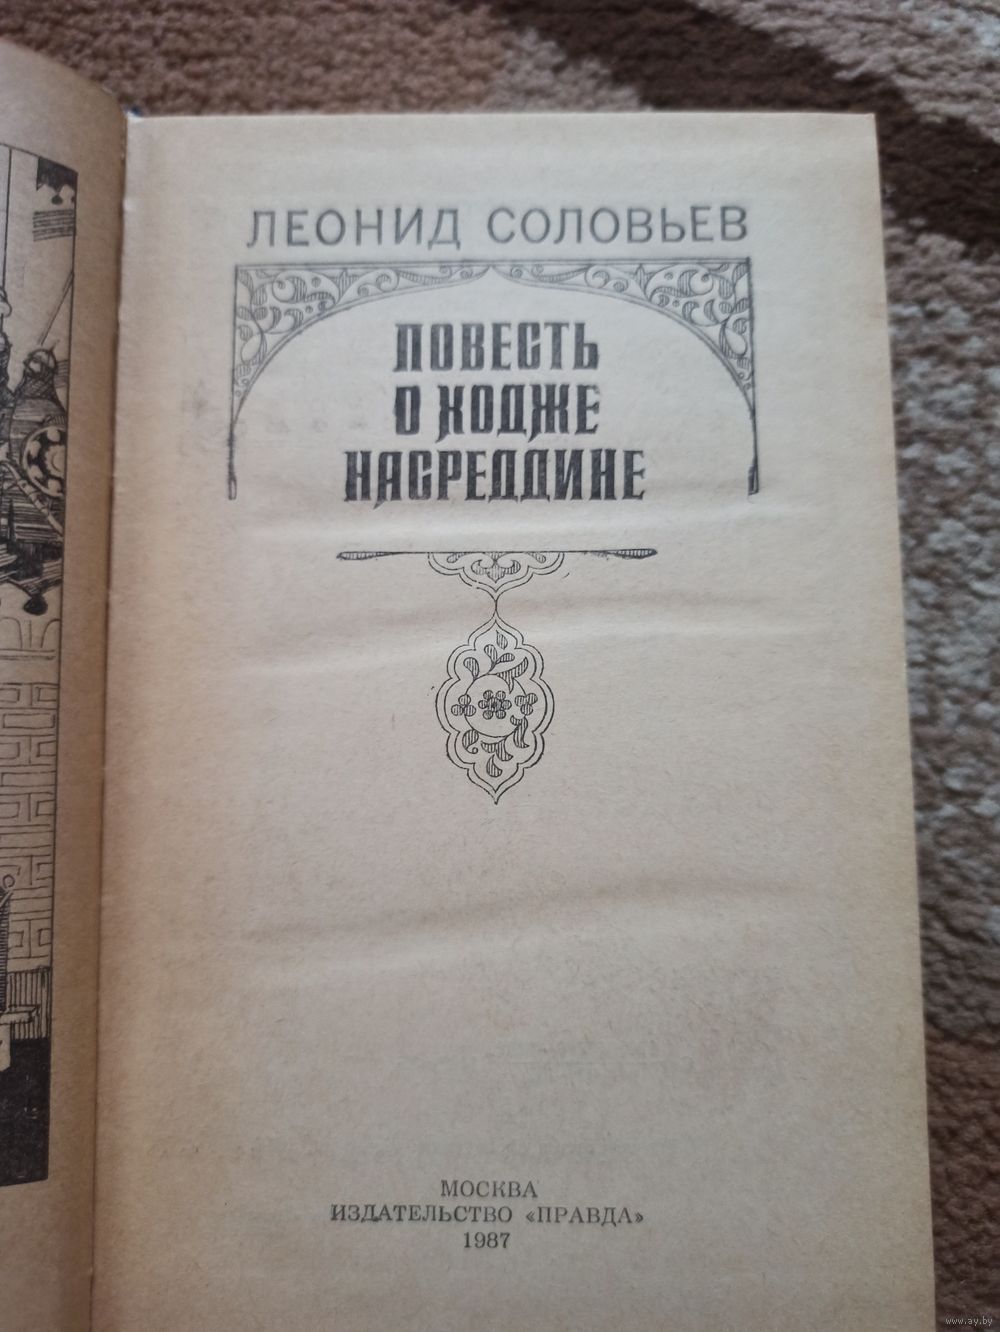 ЛЕОНИД СОЛОВЬЕВ
ПОВЕСТЬ
О ХОДЖЕ
НАСРЕДДИНЕ
МОСКВА
ИЗДАТЕЛЬСТВО «ПРАВДА»
1987
www.ay.by